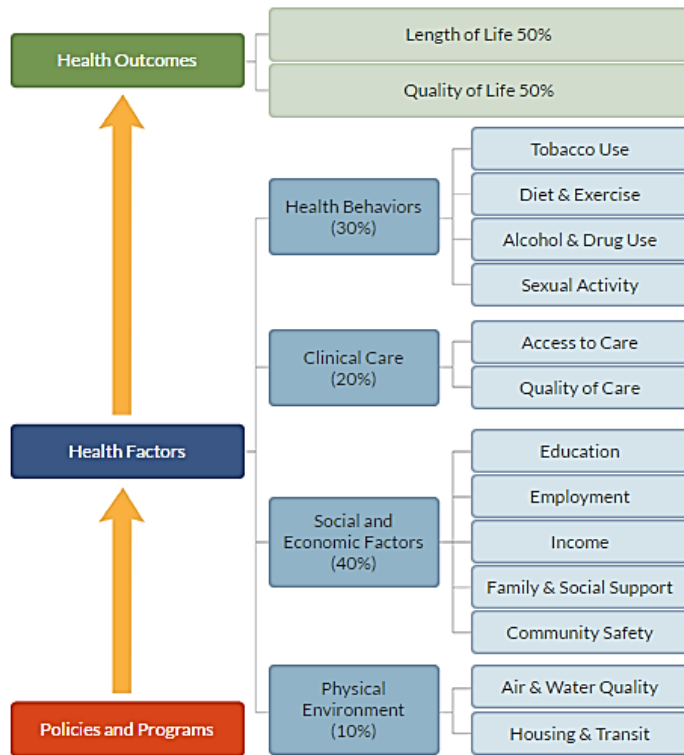 Health Outcomes
Length of Life 50%
Quality of Life 50%
Health Factors
Health Behaviors
(30%)
Tobacco Use
Diet & Exercise
Alcohol & Drug Use
Sexual Activity
Clinical Care
(20%)
Access to Care
Quality of Care
Social and
Economic Factors
(40%)
Education
Employment
Income
Family & Social Support
Community Safety
Physical
Environment
(10%)
Air & Water Quality
Housing & Transit
Policies and Programs